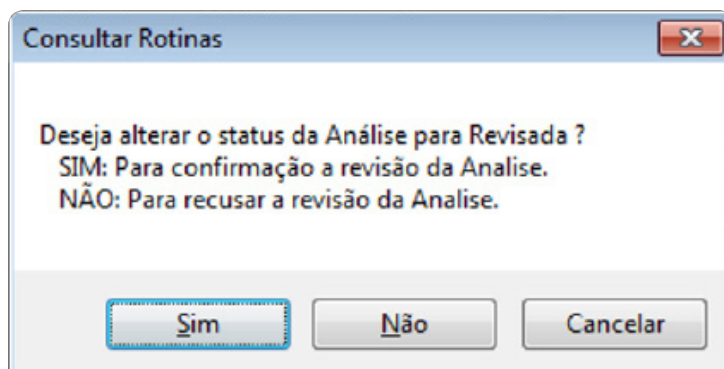 Consultar Rotinas
Deseja alterar o status da Análise para Revisada ?
SIM: Para confirmação a revisão da Analise.
NÃO: Para recusar a revisão da Analise.
Sim Não Cancelar